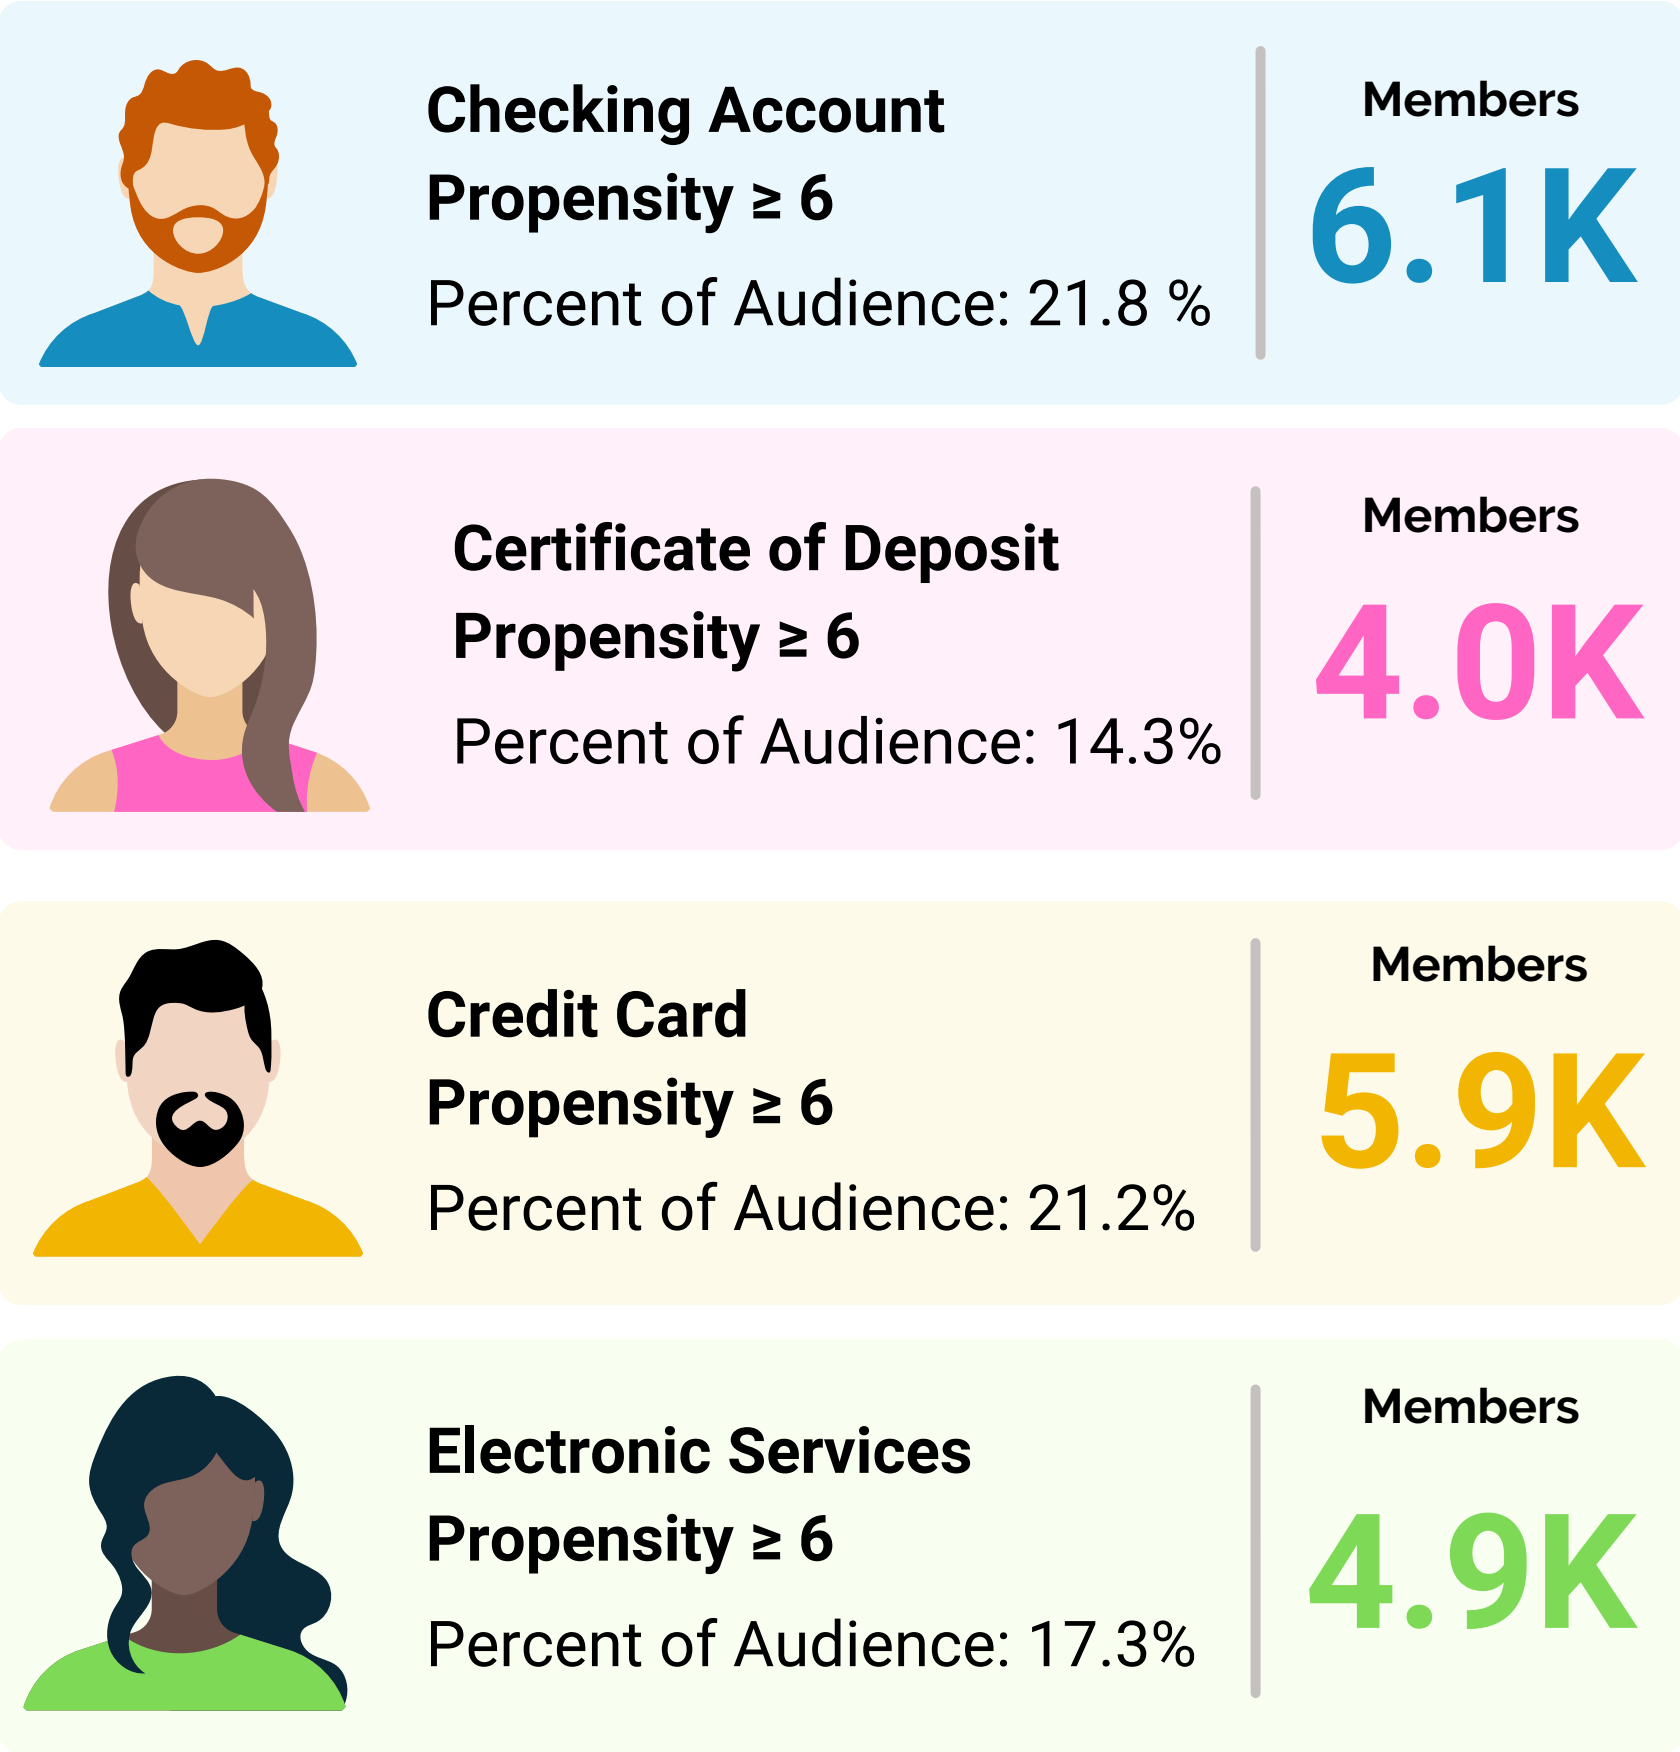 Checking Account
Propensity ≥ 6
Percent of Audience: 21.8 %
Members
6.1K
Certificate of Deposit
Propensity ≥ 6
Percent of Audience: 14.3%
Members
4.0K
Credit Card
Propensity ≥ 6
Percent of Audience: 21.2%
Members
5.9K
Electronic Services
Propensity ≥ 6
Percent of Audience: 17.3%
Members
4.9K